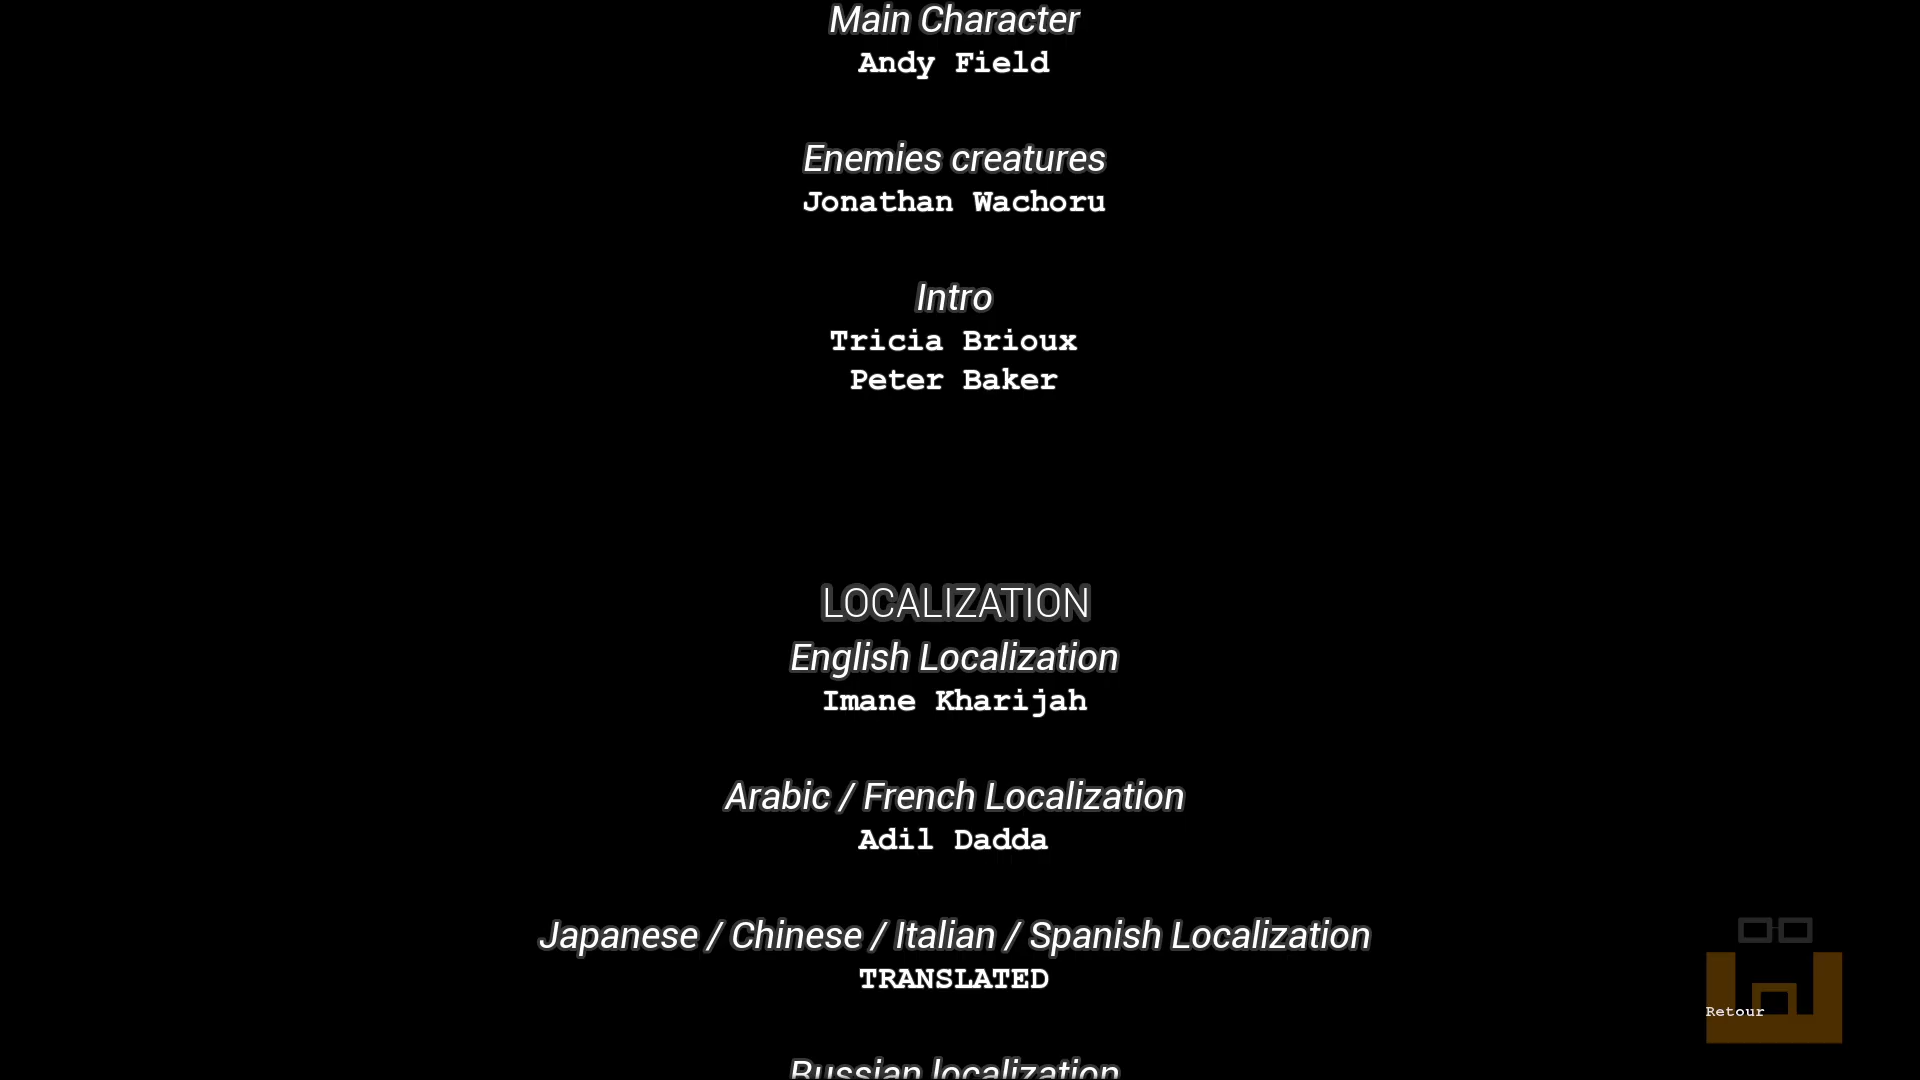 Main Character
Andy Field
Enemies creatures
Jonathan Wachoru
Intro
Tricia Brioux
Peter Baker
LOCALIZATION
English Localization
Imane Kharijah
Arabic / French Localization
Adil Dadda
Japanese / Chinese / Italian / Spanish Localization
TRANSLATED
Retour
Russian localization